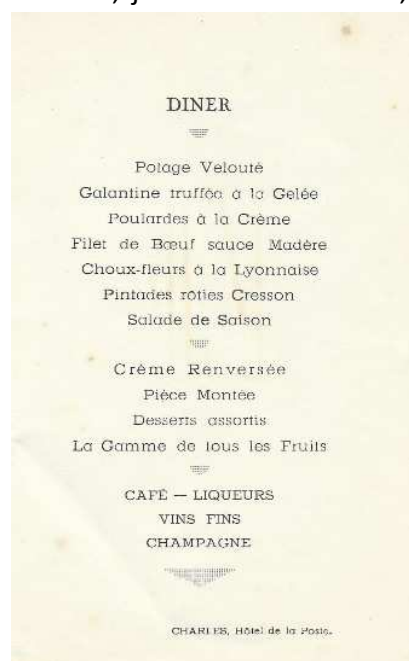 DINER
Potage Velouté
Galantine truffée à la Gelée
Poulardes à la Crème
Filet de Bœuf sauce Madère
Choux-fleurs à la Lyonnaise
Pintades rôties Cresson
Salade de Saison
Crème Renversée
Pièce Montée
Desserts assortis
La Gamme de tous les Fruits
CAFÉ — LIQUEURS
VINS FINS
CHAMPAGNE
CHARLES, Hôtel de la Poste.